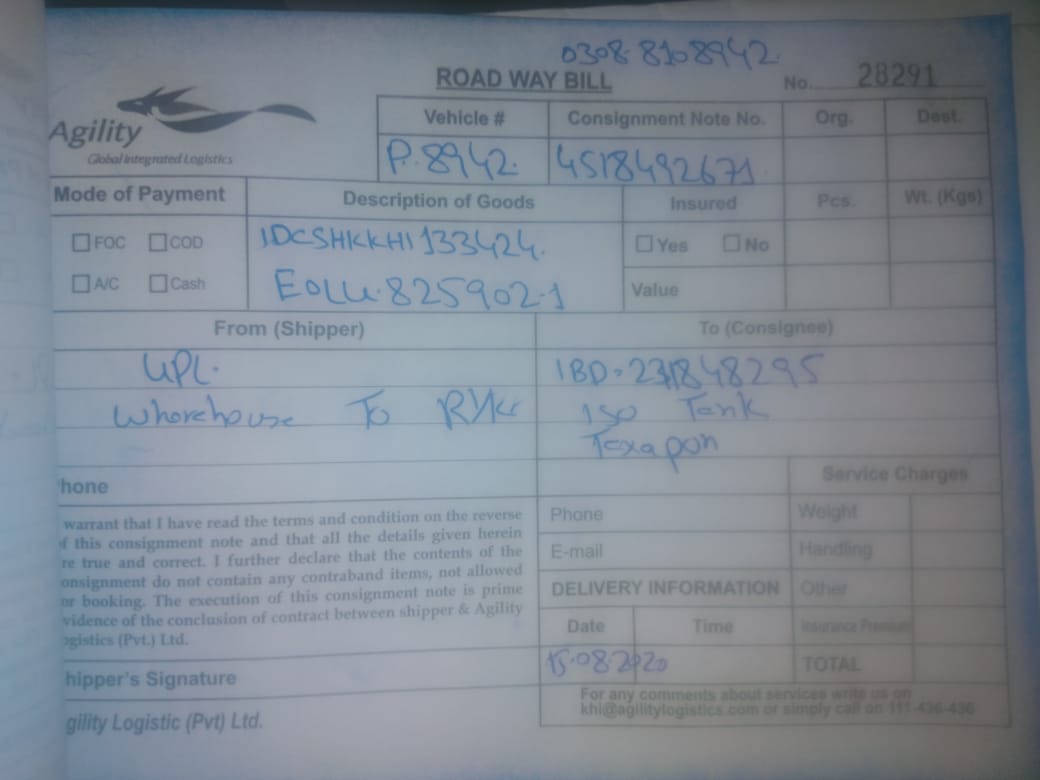 0308-8108942
ROAD WAY BILL
No. 28291
Agility
Global Integrated Logistics
Vehicle # Consignment Note No. Org. Dest.
P.8942. 4518492671
Mode of Payment Description of Goods Insured Pcs. Wt. (Kgs)
FOC COD IDCSHKKHI133424. Yes No
A/C Cash EOLU.825902.1 Value
From (Shipper) To (Consignee)
UPL. IBD-231848295
Whorehouse To ISO Tank
Texapon
hone Service Charges
Phone Weight
E-mail Handling
DELIVERY INFORMATION Other
Date Time Insurance Premium
15.08.2020 TOTAL
warrant that I have read the terms and condition on the reverse
f this consignment note and that all the details given herein
re true and correct. I further declare that the contents of the
onsignment do not contain any contraband items, not allowed
or booking. The execution of this consignment note is prime
vidence of the conclusion of contract between shipper & Agility
ogistics (Pvt.) Ltd.
hipper's Signature
gility Logistic (Pvt) Ltd.
For any comments about services write us on
khi@agilitylogistics.com or simply call on 111-436-436